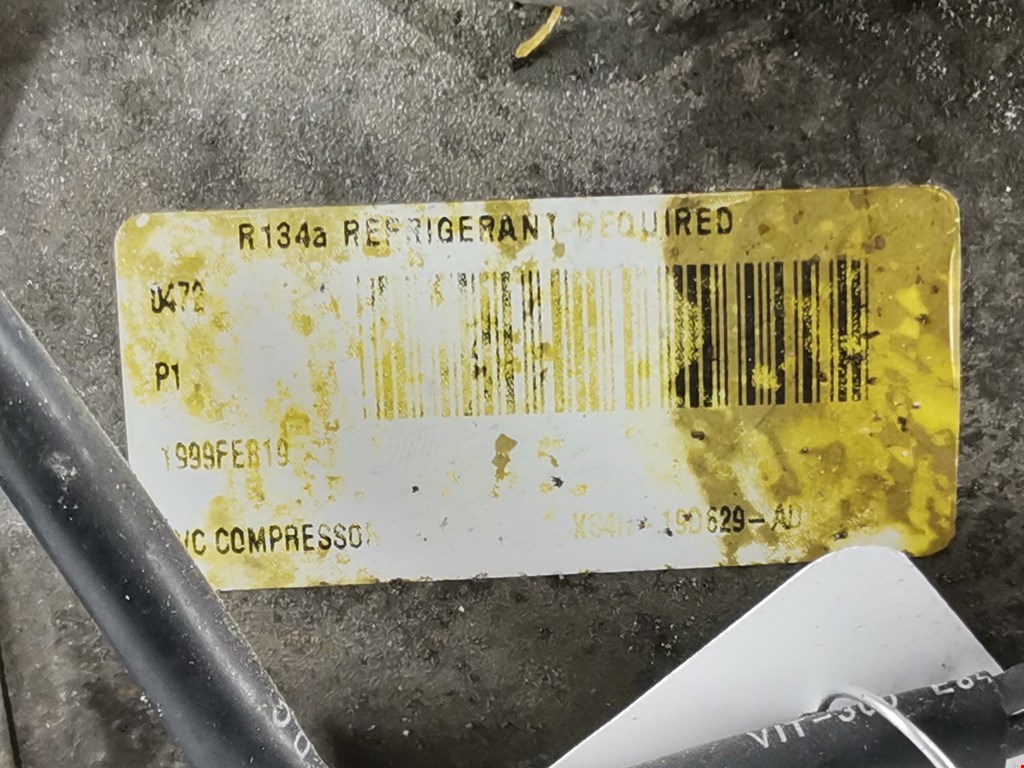 R134a REFRIGERANT REQUIRED
0472
P1
1999FEB19
COMPRESSOR
19D629-AD